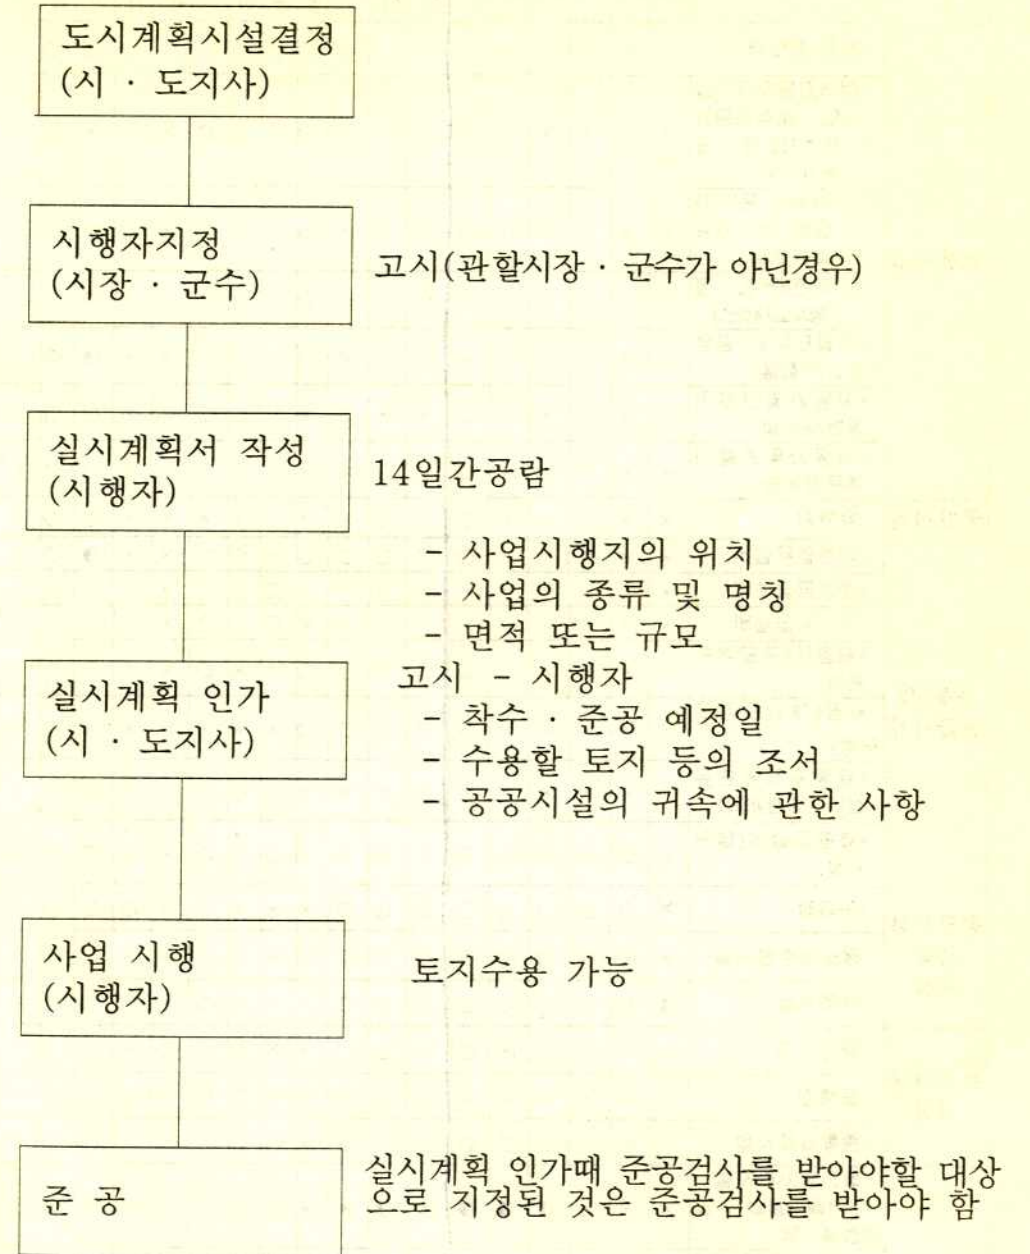 도시계획시설결정
(시 · 도지사)
시행자지정
(시장 · 군수)
고시(관할시장 · 군수가 아닌경우)
실시계획서 작성
(시행자)
14일간공람
- 사업시행지의 위치
- 사업의 종류 및 명칭
- 면적 또는 규모
고시 - 시행자
- 착수 · 준공 예정일
- 수용할 토지 등의 조서
- 공공시설의 귀속에 관한 사항
실시계획 인가
(시 · 도지사)
사업 시행
(시행자)
토지수용 가능
준 공
실시계획 인가때 준공검사를 받아야할 대상
으로 지정된 것은 준공검사를 받아야 함